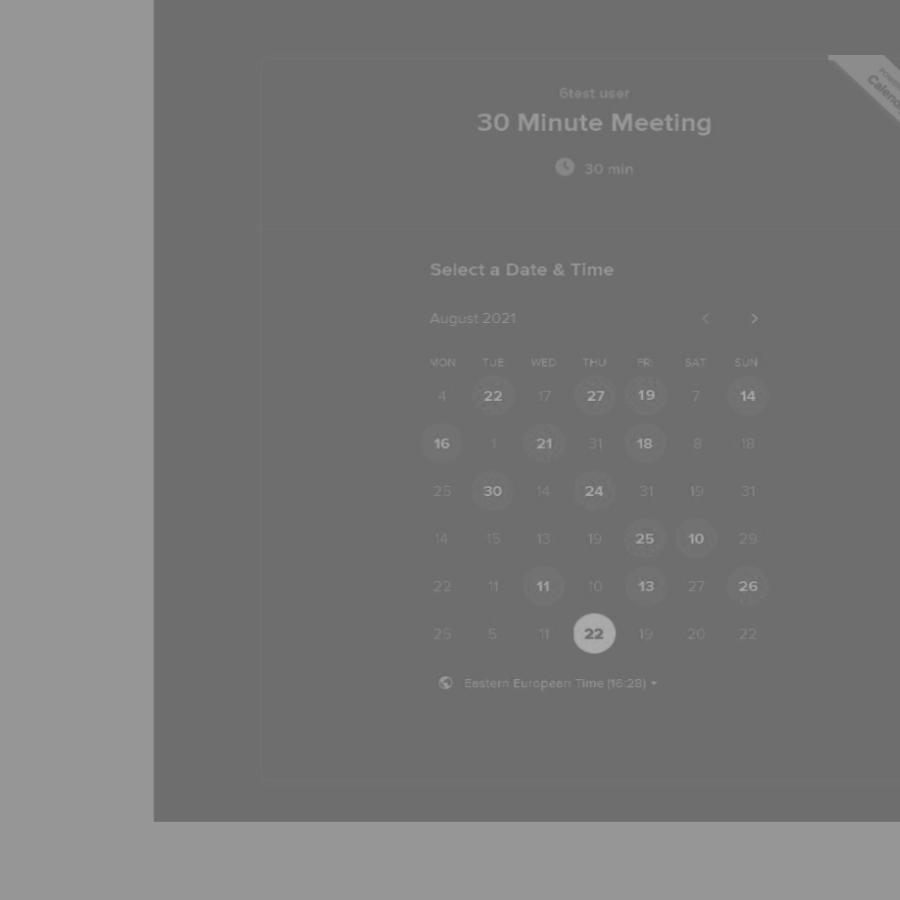 6test user
30 Minute Meeting
30 min
Select a Date & Time
August 2021
MON TUE WED THU FRI SAT SUN
4 22 17 27 19 7 14
16 1 21 31 18 8 18
25 30 14 24 31 19 31
14 15 13 19 25 10 29
22 11 11 10 13 27 26
25 5 11 22 19 20 22
Eastern European Time (16:28)